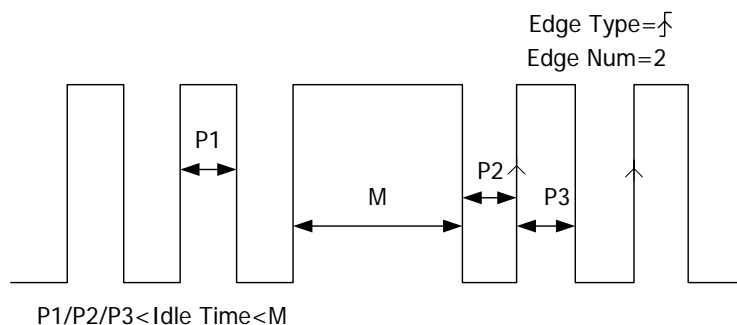 Edge Type=
Edge Num=2
P1
P2
M
P3
P1/P2/P3<Idle Time<M